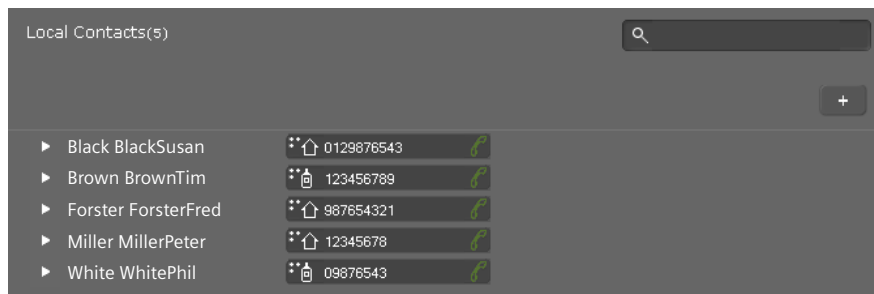 Local Contacts(5)
+
Black BlackSusan 0129876543
Brown BrownTim 123456789
Forster ForsterFred 987654321
Miller MillerPeter 12345678
White WhitePhil 09876543